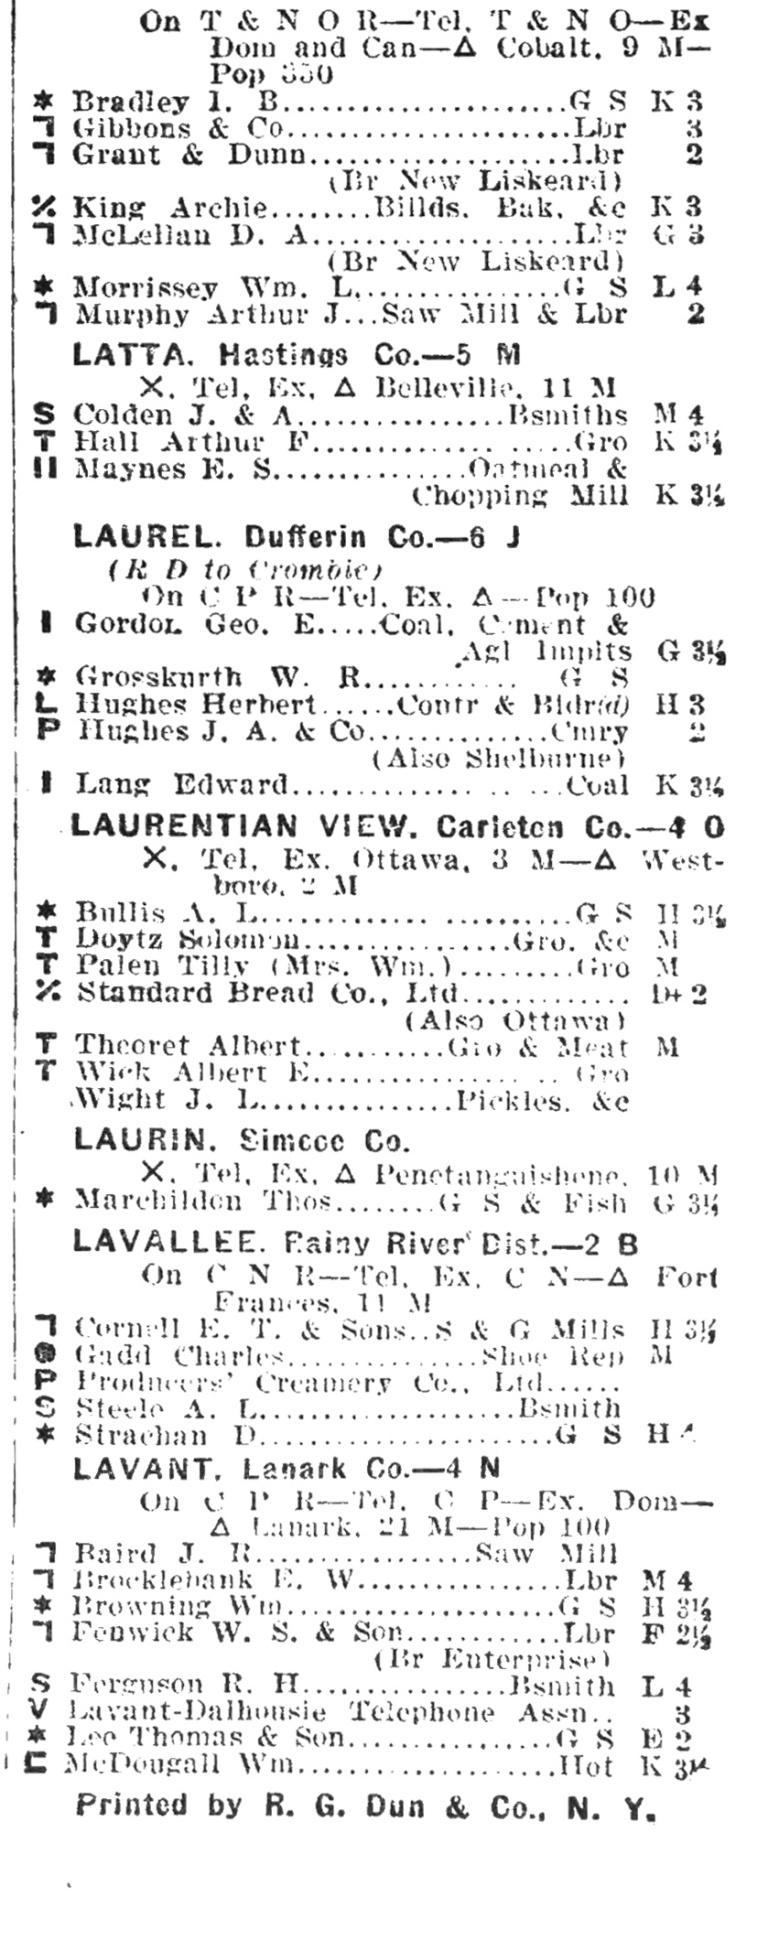 On T & N O R—Tel, T & N O—Ex
Dom and Can—Δ Cobalt, 9 M—
Pop
* Bradley I. B......................G S K 3
Gibbons & Co......................Lbr 3
Grant & Dunn....................Lbr 2
(Br New Liskeard)
% King Archie........Billds, Bak, &c K 3
McLellan D. A....................Lbr G 3
(Br New Liskeard)
* Morrissey Wm. L................G S L 4
Murphy Arthur J...Saw Mill & Lbr 2
LATTA. Hastings Co.—5 M
X, Tel, Ex, Δ Belleville, 11 M
S Colden J. & A................Bsmiths M 4
T Hall Arthur F....................Gro K 3½
II Maynes E. S...............Oatmeal &
Chopping Mill K 3½
LAUREL. Dufferin Co.—6 J
(R D to Crombie)
On C P R—Tel, Ex, Δ—Pop 100
I Gordon Geo. E.....Coal, Cement &
Agl Implts G 3½
* Grosskurth W. R............ G S
L Hughes Herbert......Contr & Bldr(d) H 3
P Hughes J. A. & Co..............Cmry 2
(Also Shelburne)
I Lang Edward.....................Coal K 3½
LAURENTIAN VIEW. Carleton Co.—4 O
X, Tel, Ex. Ottawa, 3 M—Δ West-
boro, 2 M
* Bullis A. L........................G S H 3½
T Doytz Solomon................Gro, &c M
T Palen Tilly (Mrs. Wm.).........Gro M
% Standard Bread Co., Ltd............. D+ 2
(Also Ottawa)
T Theoret Albert...........Gro & Meat M
T Wick Albert E.................... Gro
Wight J. L...............Pickles, &c
LAURIN. Simcoe Co.
X, Tel, Ex, Δ Penetanguishene, 10 M
* Marchildon Thos........G S & Fish G 3½
LAVALLEE. Rainy River Dist.—2 B
On C N R—Tel, Ex, C N—Δ Fort
Frances, 11 M
Cornell E. T. & Sons..S & G Mills H 3½
Gadd Charles...............Shoe Rep M
P Producers' Creamery Co., Ltd......
S Steele A. L....................Bsmith
* Strachan D.......................G S H
LAVANT. Lanark Co.—4 N
On C P R—Tel, C P—Ex, Dom—
Δ Lanark, 21 M—Pop 100
Baird J. R.................Saw Mill
Brocklebank E. W................Lbr M 4
* Browning Wm.....................G S H 3½
Fenwick W. S. & Son............Lbr F 2½
(Br Enterprise)
S Ferguson R. H................Bsmith L 4
V Lavant-Dalhousie Telephone Assn.. 3
* Lee Thomas & Son................G S E 2
McDougall Wm....................Hot K 3½
Printed by R. G. Dun & Co., N. Y.